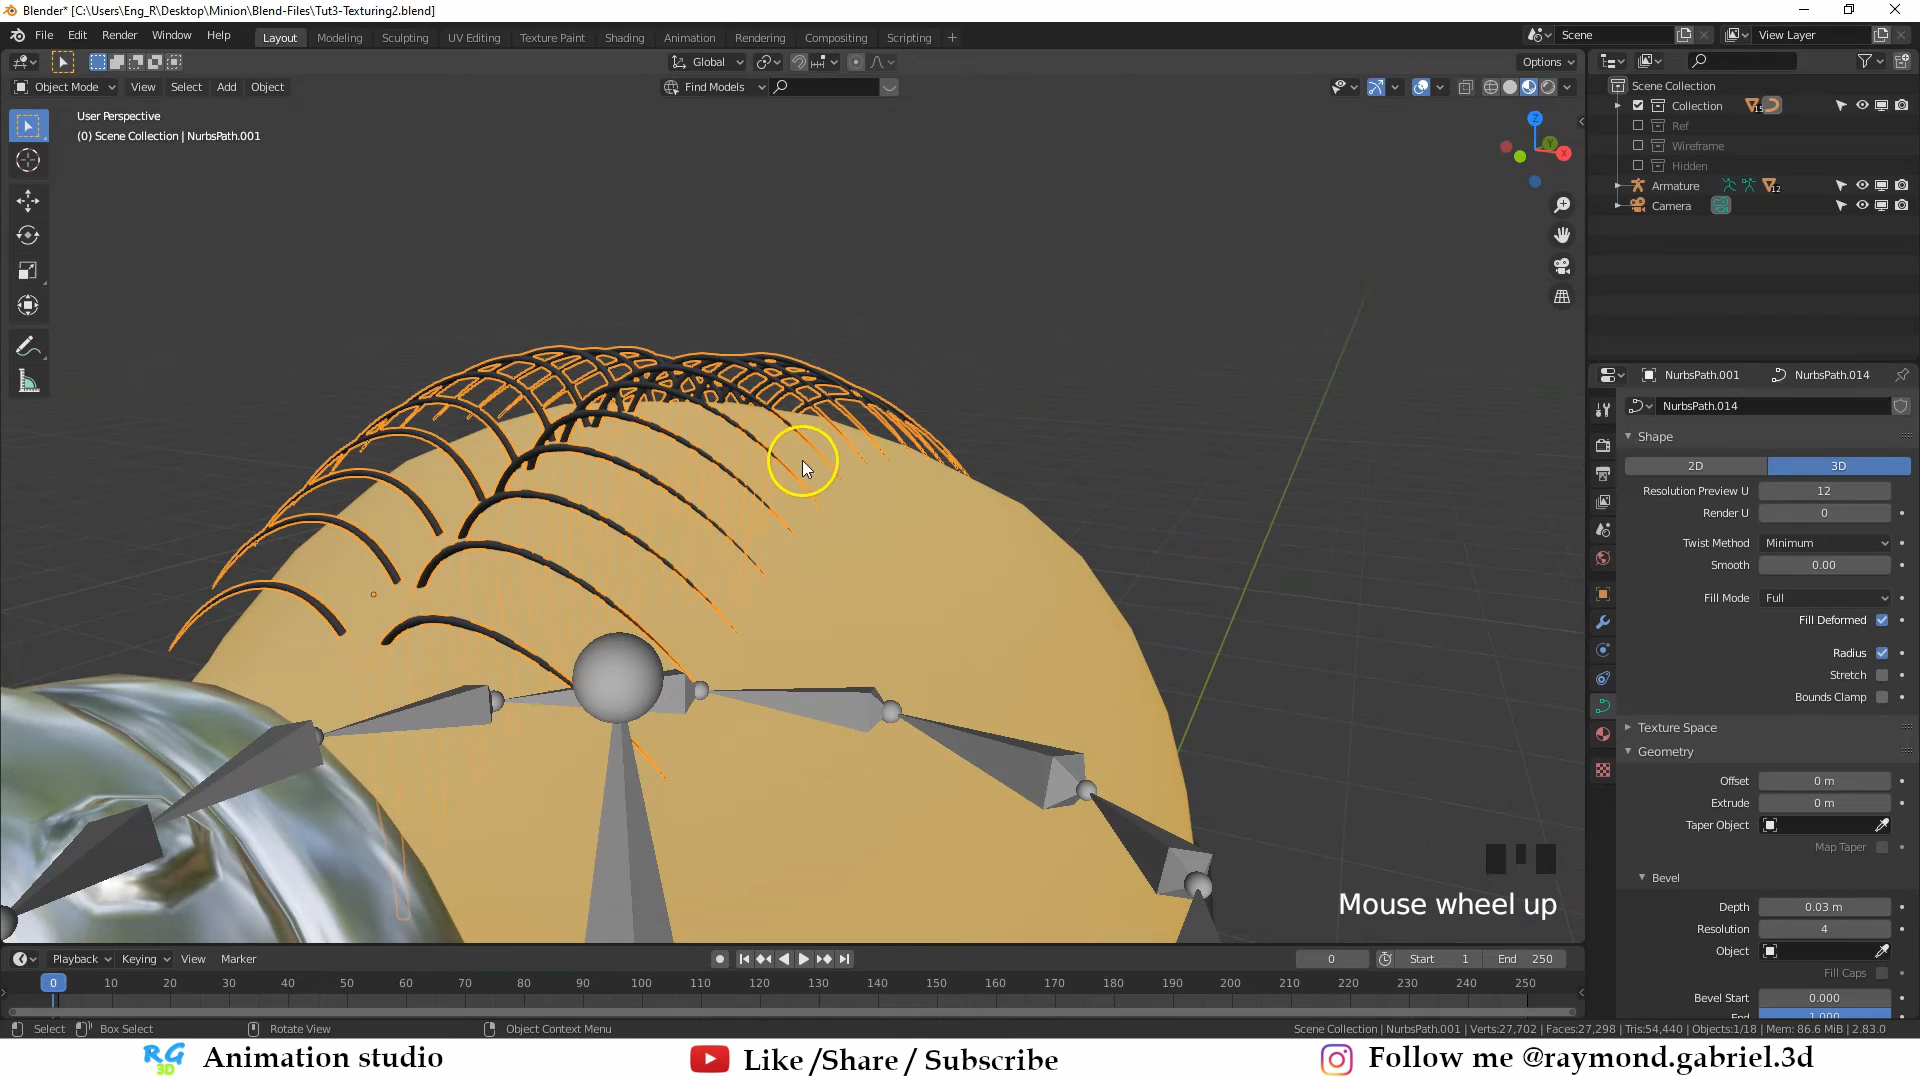 Blender* [C:\Users\Eng_R\Desktop\Minion\Blend-Files\Tut3-Texturing2.blend]
File Edit Render Window Help Layout Modeling Sculpting UV Editing Texture Paint Shading Animation Rendering Compositing Scripting + Scene View Layer
Global Options
Object Mode View Select Add Object Find Models
User Perspective
(0) Scene Collection | NurbsPath.001
Z
Y
X
Scene Collection
Collection 15
Ref
Wireframe
Hidden
Armature 12
Camera
NurbsPath.001 NurbsPath.014
NurbsPath.014
Shape
2D 3D
Resolution Preview U 12
Render U 0
Twist Method Minimum
Smooth 0.00
Fill Mode Full
Fill Deformed
Radius
Stretch
Bounds Clamp
Texture Space
Geometry
Offset 0 m
Extrude 0 m
Taper Object
Map Taper
Bevel
Depth 0.03 m
Resolution 4
Object
Fill Caps
Bevel Start 0.000
End 1.000
Mouse wheel up
Playback Keying View Marker 0 Start 1 End 250
0 10 20 30 40 50 60 70 80 90 100 110 120 130 140 150 160 170 180 190 200 210 220 230 240 250
Select Box Select Rotate View Object Context Menu Scene Collection | NurbsPath.001 | Verts:27,702 | Faces:27,298 | Tris:54,440 | Objects:1/18 | Mem: 86.6 MiB | 2.83.0
RG 3D Animation studio Like /Share / Subscribe Follow me @raymond.gabriel.3d